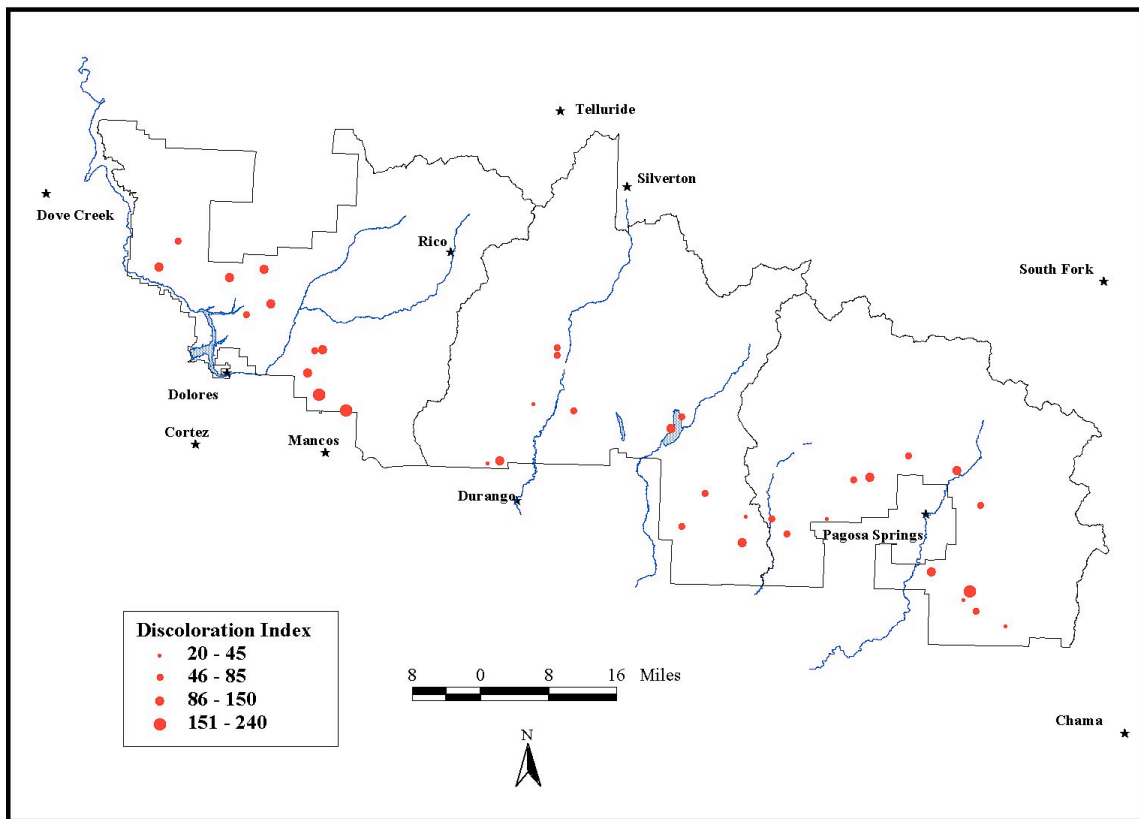 Telluride
Silverton
Dove Creek
Rico
South Fork
Dolores
Cortez
Mancos
Durango
Pagosa Springs
Discoloration Index
20 - 45
46 - 85
86 - 150
151 - 240
8 0 8 16 Miles
Chama
N